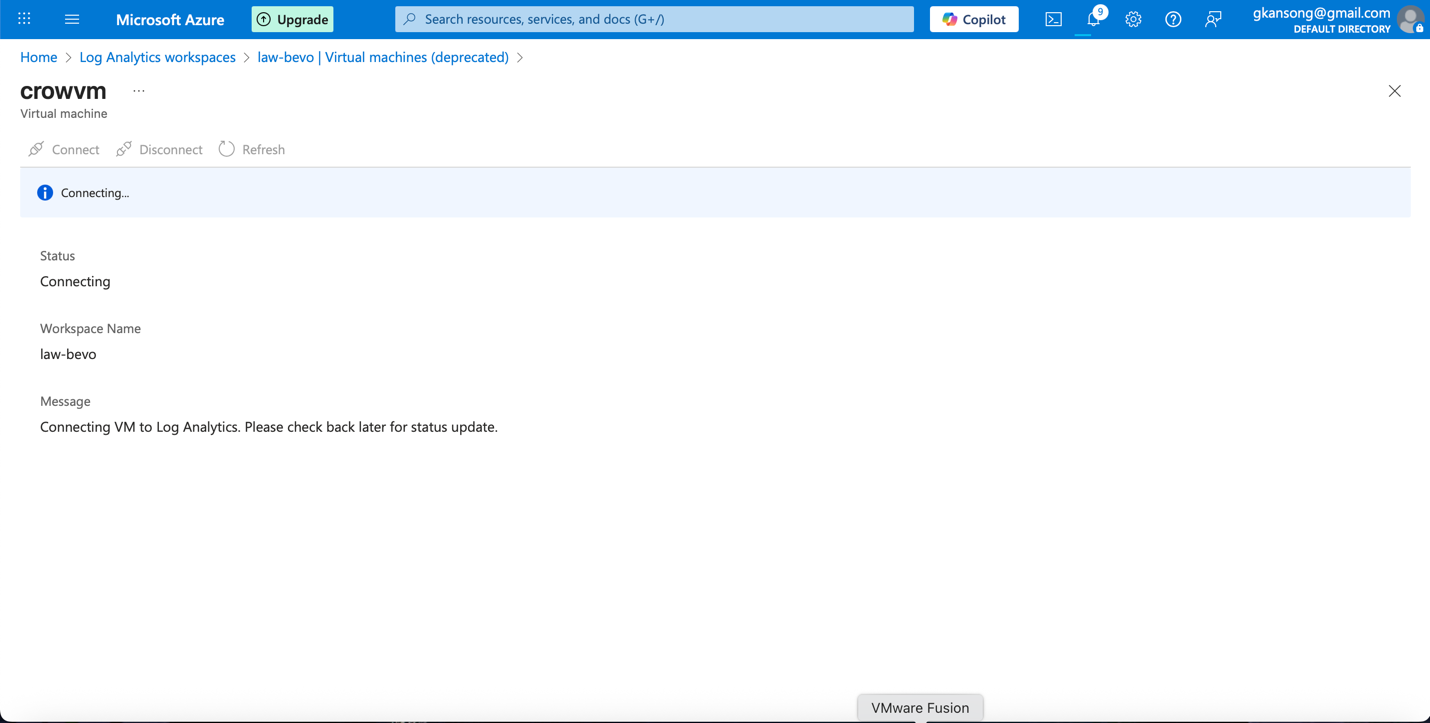 Microsoft Azure
Upgrade
Search resources, services, and docs (G+/)
Copilot
9
gkansong@gmail.com
DEFAULT DIRECTORY
Home > Log Analytics workspaces > law-bevo | Virtual machines (deprecated) >
crowvm ...
Virtual machine
Connect Disconnect Refresh
Connecting...
Status
Connecting
Workspace Name
law-bevo
Message
Connecting VM to Log Analytics. Please check back later for status update.
VMware Fusion